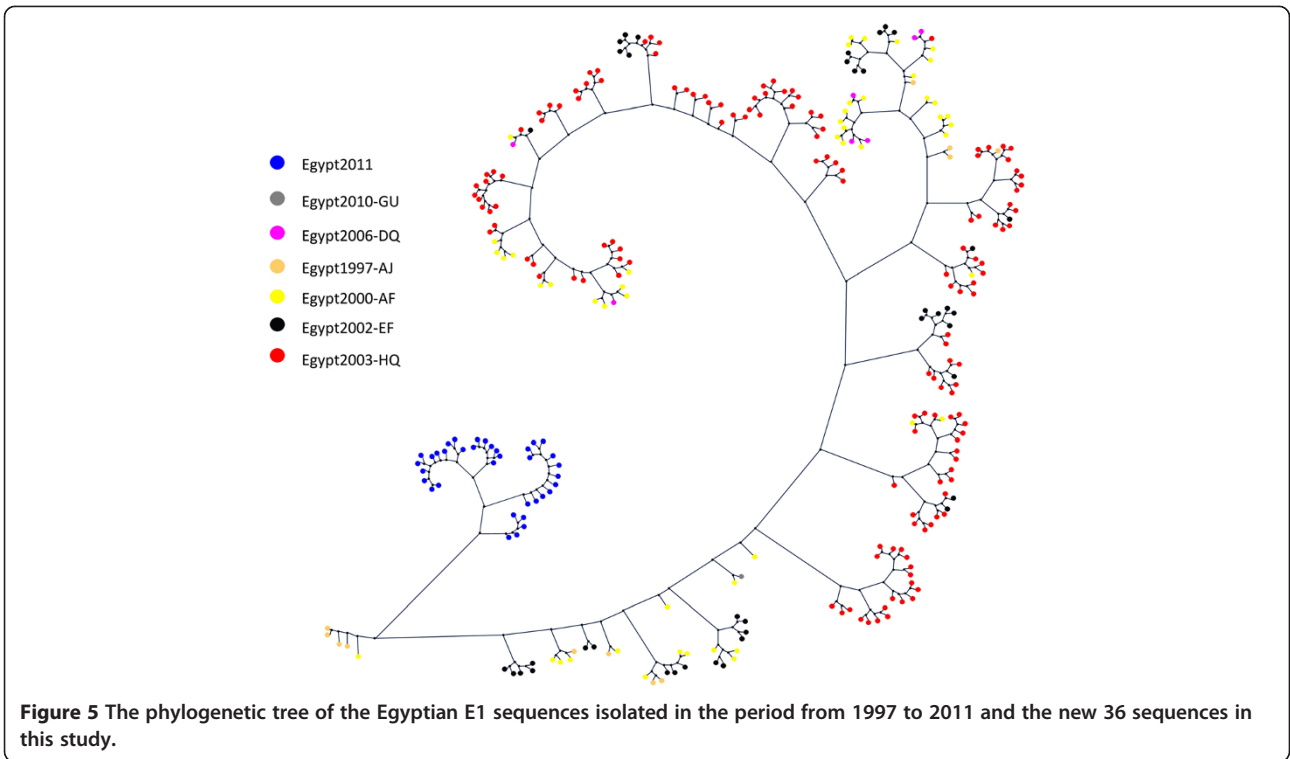 Egypt2011
Egypt2010-GU
Egypt2006-DQ
Egypt1997-AJ
Egypt2000-AF
Egypt2002-EF
Egypt2003-HQ
Figure 5 The phylogenetic tree of the Egyptian E1 sequences isolated in the period from 1997 to 2011 and the new 36 sequences in
this study.